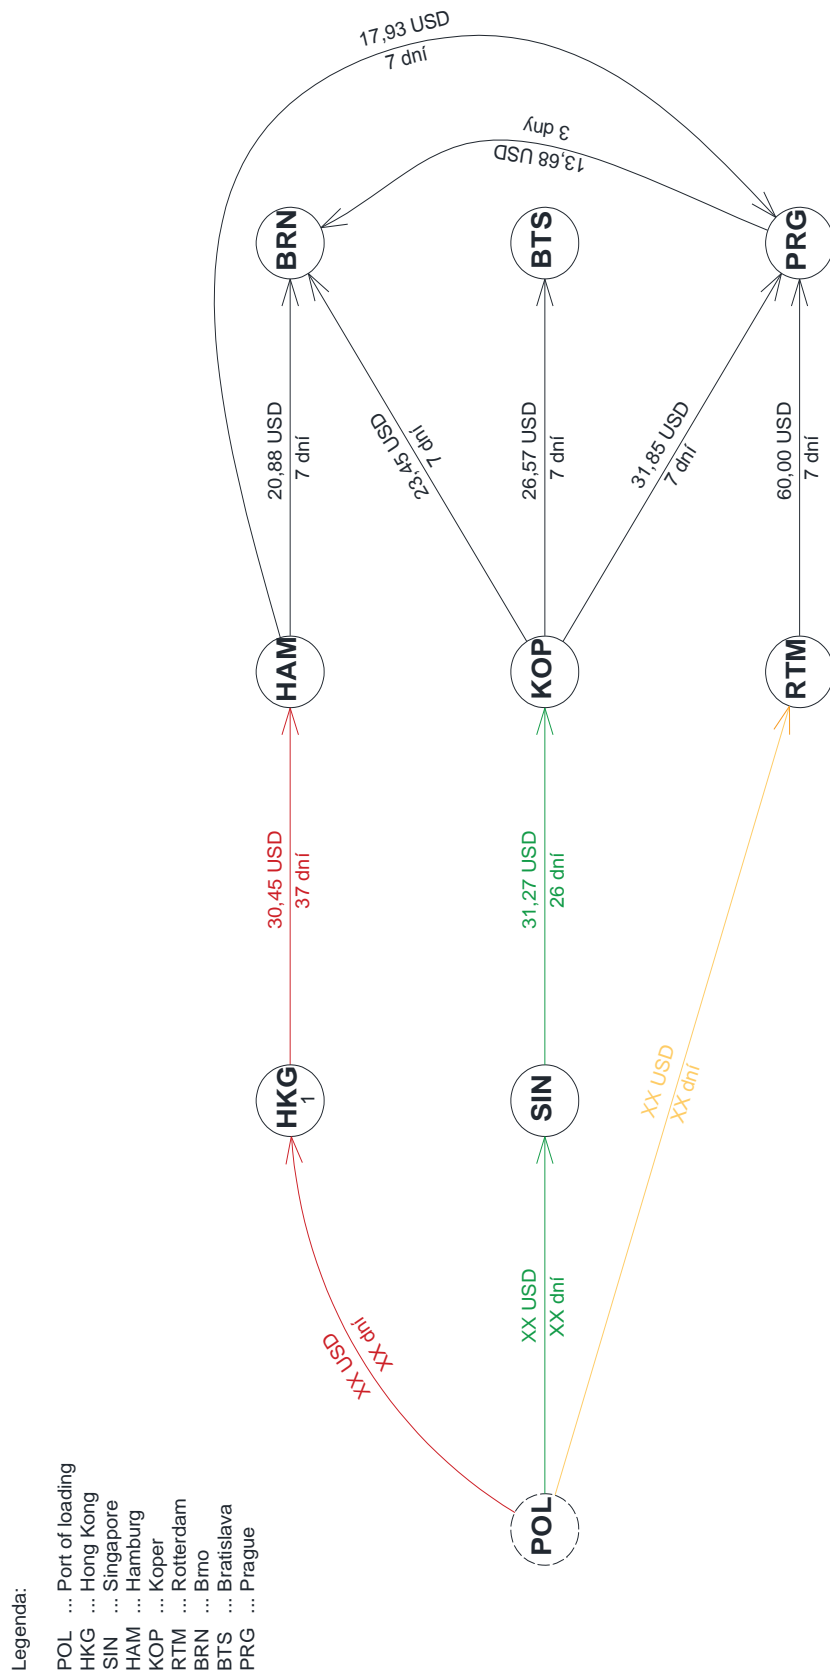 Legenda:
POL ... Port of loading
HKG ... Hong Kong
SIN ... Singapore
HAM ... Hamburg
KOP ... Koper
RTM ... Rotterdam
BRN ... Brno
BTS ... Bratislava
PRG ... Prague
POL
XX USD
XX dní
XX USD
XX dní
XX USD
XX dní
HKG
1
SIN
30,45 USD
37 dní
31,27 USD
26 dní
HAM
KOP
RTM
20,88 USD
7 dní
23,45 USD
7 dní
26,57 USD
7 dní
31,85 USD
7 dní
60,00 USD
7 dní
17,93 USD
7 dní
13,68 USD
3 dny
BRN
BTS
PRG